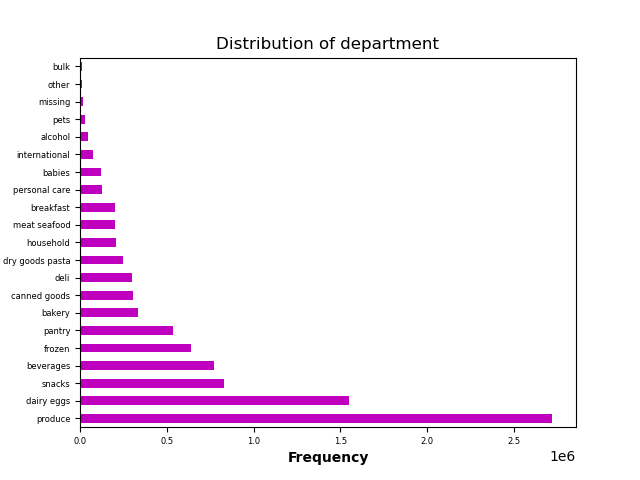 Distribution of department
bulk
other
missing
pets
alcohol
international
babies
personal care
breakfast
meat seafood
household
dry goods pasta
deli
canned goods
bakery
pantry
frozen
beverages
snacks
dairy eggs
produce
0.0 0.5 1.0 1.5 2.0 2.5
Frequency
1e6